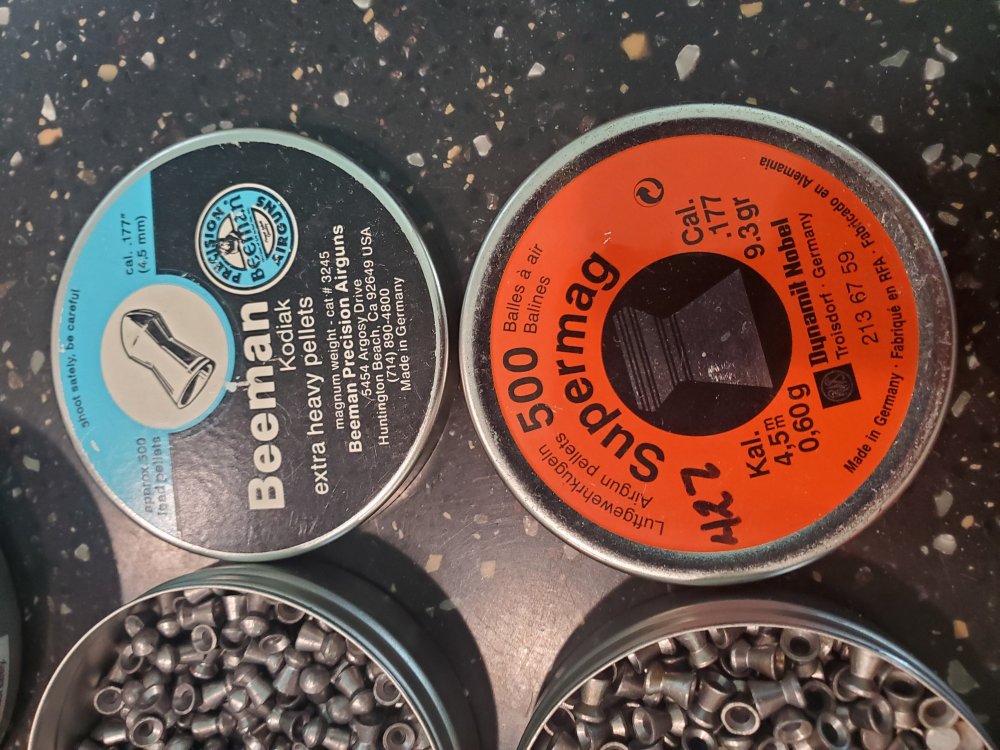 shoot safely, be careful
cal. .177"
(4,5 mm)
approx 500
lead pellets
PRECISION
Beeman
AIRGUNS
Beeman
Kodiak
extra heavy pellets
magnum weight - cat # 3245
Beeman Precision Airguns
5454 Argosy Drive
Huntington Beach, Ca 92649 USA
(714) 890-4800
Made in Germany
Luftgewehrkugeln
Airgun pellets
500
Balles à air
Balines
Supermag
427
Cal.
.177
9.3gr
Kal.
4,5mm
0,60g
Dynamit Nobel
Troisdorf · Germany
213 67 59
Made in Germany · Fabriqué en RFA. Fabricado en Alemania